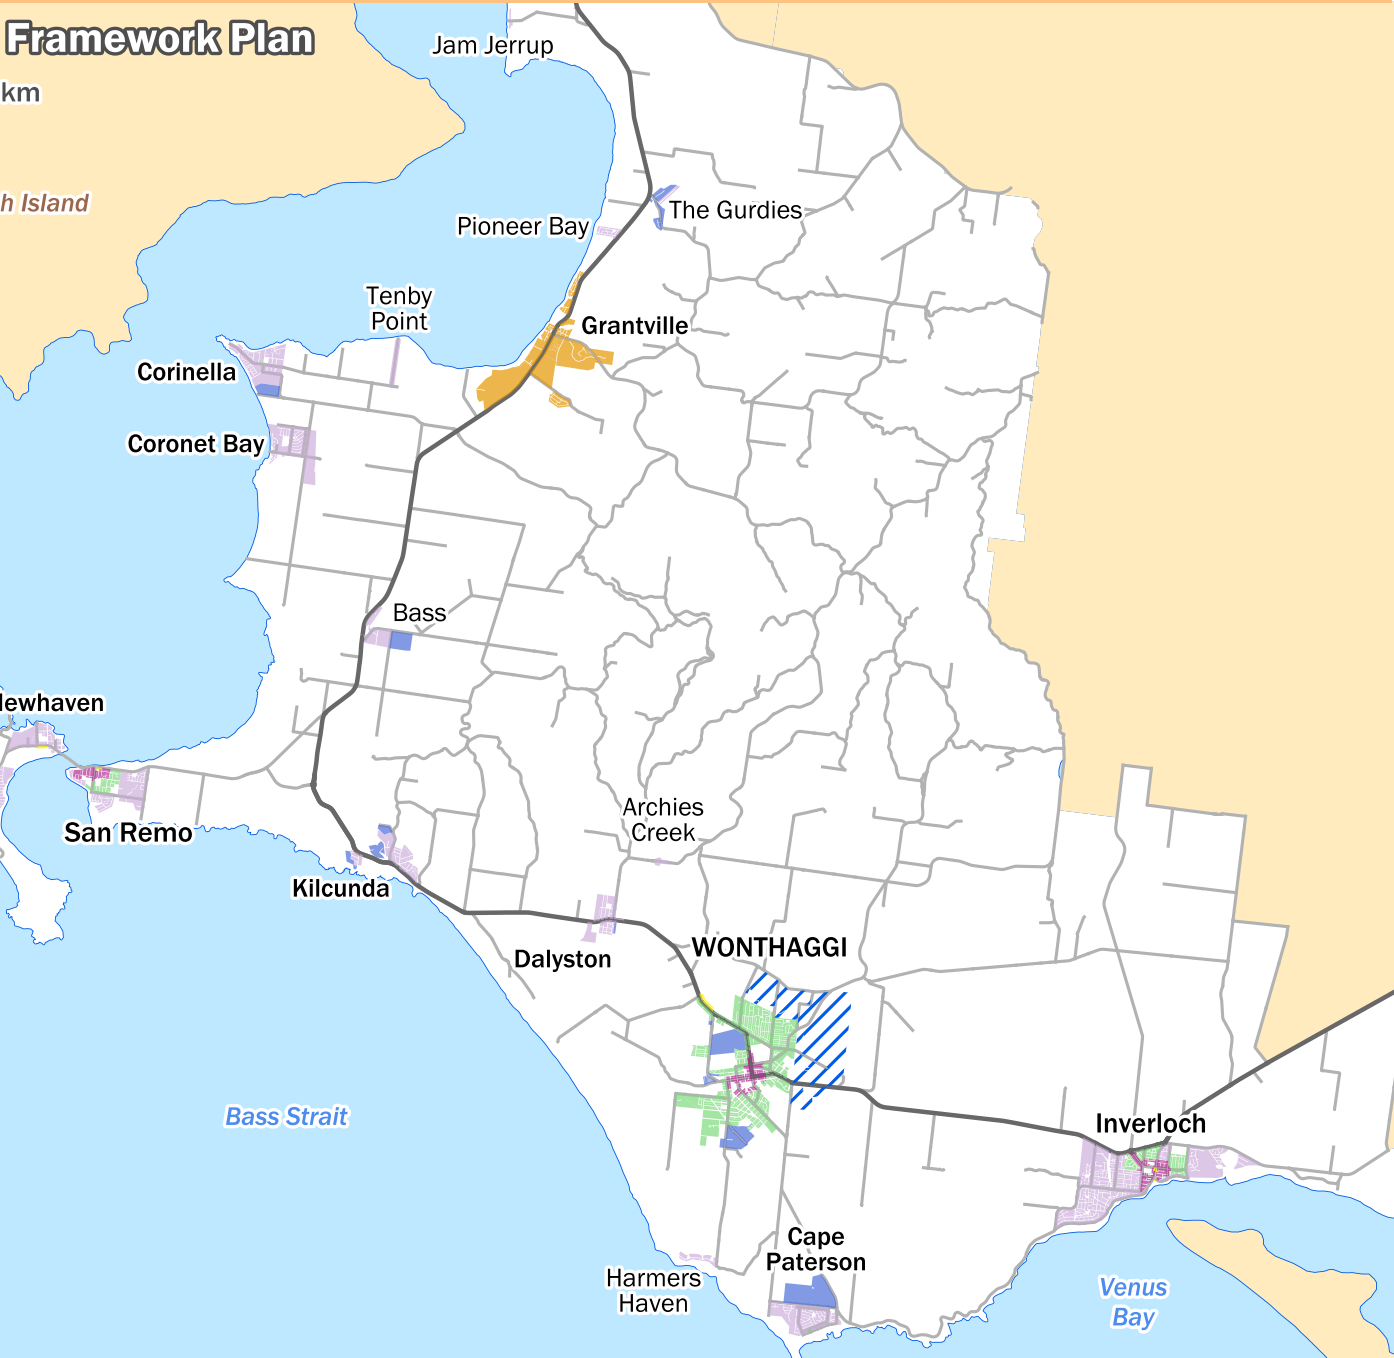 Framework Plan
km
Jam Jerrup
h Island
The Gurdies
Pioneer Bay
Tenby
Point
Grantville
Corinella
Coronet Bay
Bass
ewhaven
Archies
Creek
San Remo
Kilcunda
WONTHAGGI
Dalyston
Bass Strait
Inverloch
Cape
Paterson
Harmers
Haven
Venus
Bay